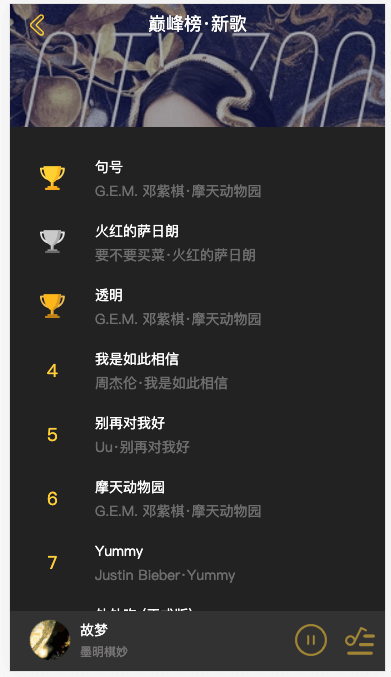 巅峰榜·新歌
句号
G.E.M. 邓紫棋·摩天动物园
火红的萨日朗
要不要买菜·火红的萨日朗
透明
G.E.M. 邓紫棋·摩天动物园
4
我是如此相信
周杰伦·我是如此相信
5
别再对我好
Uu·别再对我好
6
摩天动物园
G.E.M. 邓紫棋·摩天动物园
7
Yummy
Justin Bieber·Yummy
故梦
墨明棋妙